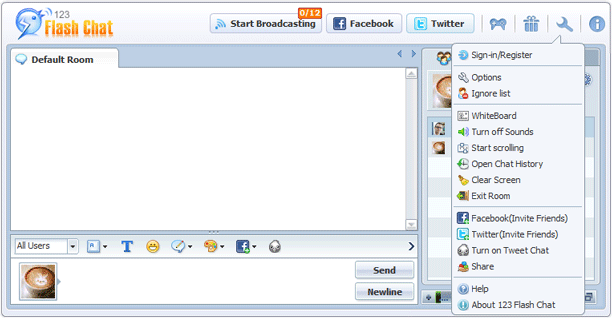 123
Flash Chat
Start Broadcasting
0/12
Facebook
Twitter
Default Room
Sign-in/Register
Options
Ignore list
WhiteBoard
Turn off Sounds
Start scrolling
Open Chat History
Clear Screen
Exit Room
Facebook(Invite Friends)
Twitter(Invite Friends)
Turn on Tweet Chat
Share
Help
About 123 Flash Chat
All Users
A
T
Send
Newline